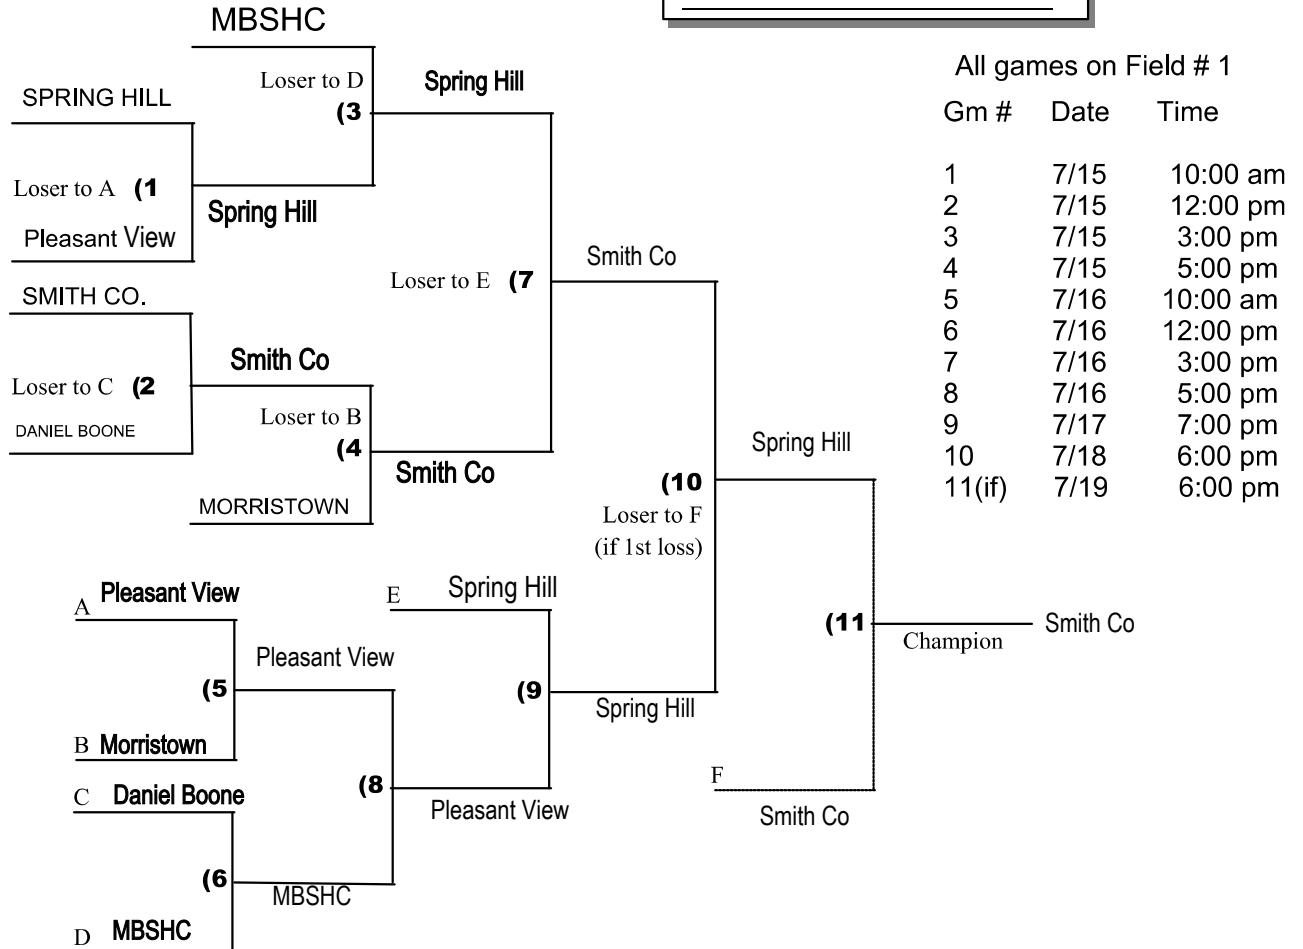 MBSHC
Loser to D
(3
Spring Hill
SPRING HILL
Loser to A (1
Spring Hill
Pleasant View
SMITH CO.
Smith Co
Loser to C (2
DANIEL BOONE
Loser to B
(4
Smith Co
MORRISTOWN
Loser to E (7
Smith Co
(10
Loser to F
(if 1st loss)
Spring Hill
A Pleasant View
(5
Pleasant View
B Morristown
C Daniel Boone
(6
MBSHC
D MBSHC
(8
Pleasant View
E Spring Hill
(9
Spring Hill
(11
F
Smith Co
Champion
Smith Co
All games on Field # 1
Gm # Date Time
1 7/15 10:00 am
2 7/15 12:00 pm
3 7/15 3:00 pm
4 7/15 5:00 pm
5 7/16 10:00 am
6 7/16 12:00 pm
7 7/16 3:00 pm
8 7/16 5:00 pm
9 7/17 7:00 pm
10 7/18 6:00 pm
11(if) 7/19 6:00 pm